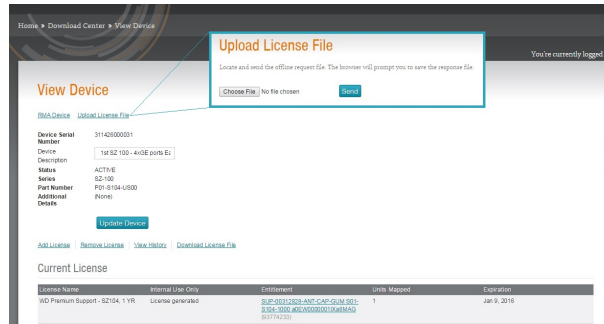 Home » Download Center » View Device
You're currently logged
Upload License File
Locate and send the offline request file. The browser will prompt you to save the response file.
Choose File No file chosen Send
View Device
RMA Device Upload License File
Device Serial Number 311426000031
Device Description 1st SZ 100 - 4xGE ports Ea
Status ACTIVE
Series SZ-100
Part Number P01-S104-US00
Additional Details (None)
Update Device
Add License Remove License View History Download License File
Current License
License Name Internal Use Only Entitlement Units Mapped Expiration
WD Premium Support - SZ104, 1 YR License generated SUP-00312828-ANT-CAP-GUM S01- 1 Jan 9, 2016
(93774233)